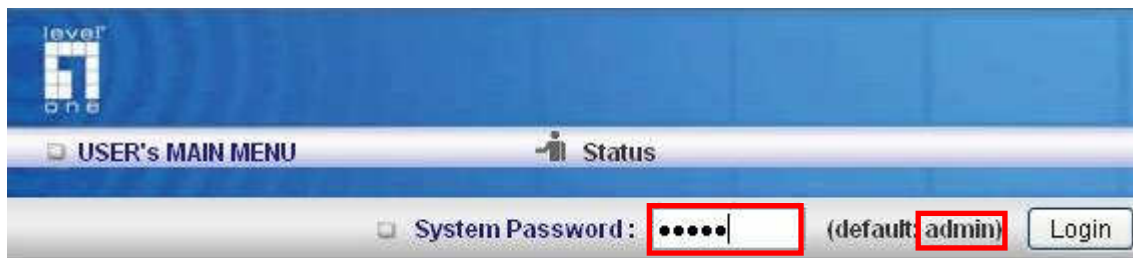 level
one
USER's MAIN MENU Status
System Password : ••••• (default: admin) Login